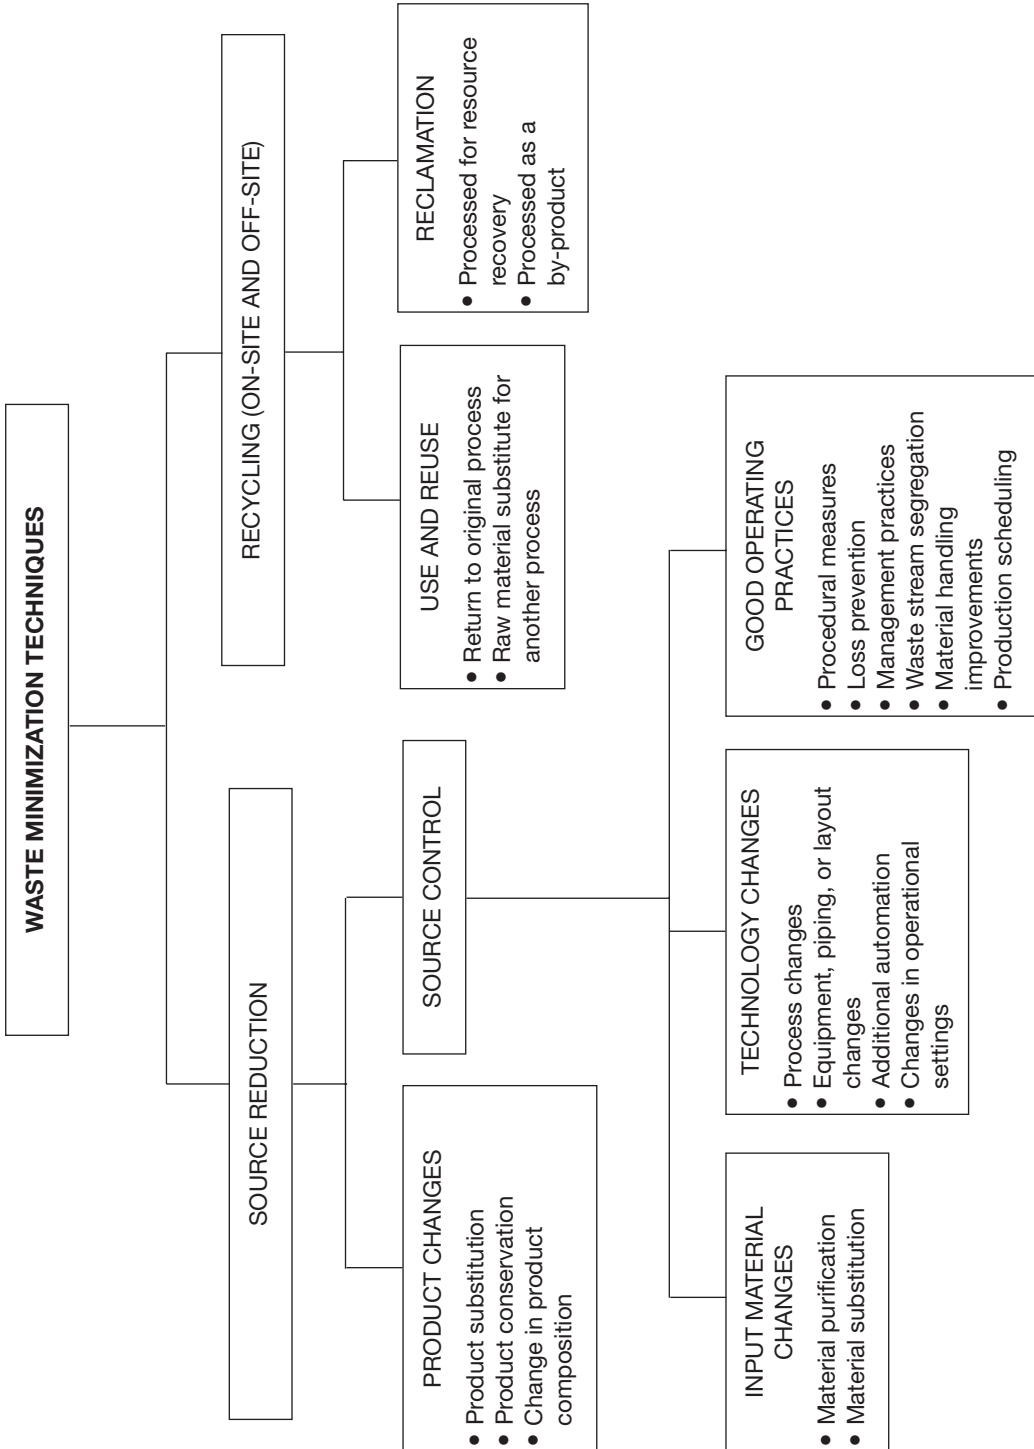 WASTE MINIMIZATION TECHNIQUES
SOURCE REDUCTION
RECYCLING (ON-SITE AND OFF-SITE)
PRODUCT CHANGES
• Product substitution
• Product conservation
• Change in product
composition
SOURCE CONTROL
USE AND REUSE
• Return to original process
• Raw material substitute for
another process
RECLAMATION
• Processed for resource
recovery
• Processed as a
by-product
INPUT MATERIAL
CHANGES
• Material purification
• Material substitution
TECHNOLOGY CHANGES
• Process changes
• Equipment, piping, or layout
changes
• Additional automation
• Changes in operational
settings
GOOD OPERATING
PRACTICES
• Procedural measures
• Loss prevention
• Management practices
• Waste stream segregation
• Material handling
improvements
• Production scheduling